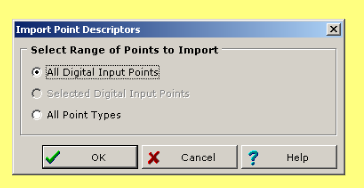 Import Point Descriptors
Select Range of Points to Import
All Digital Input Points
Selected Digital Input Points
All Point Types
OK Cancel Help